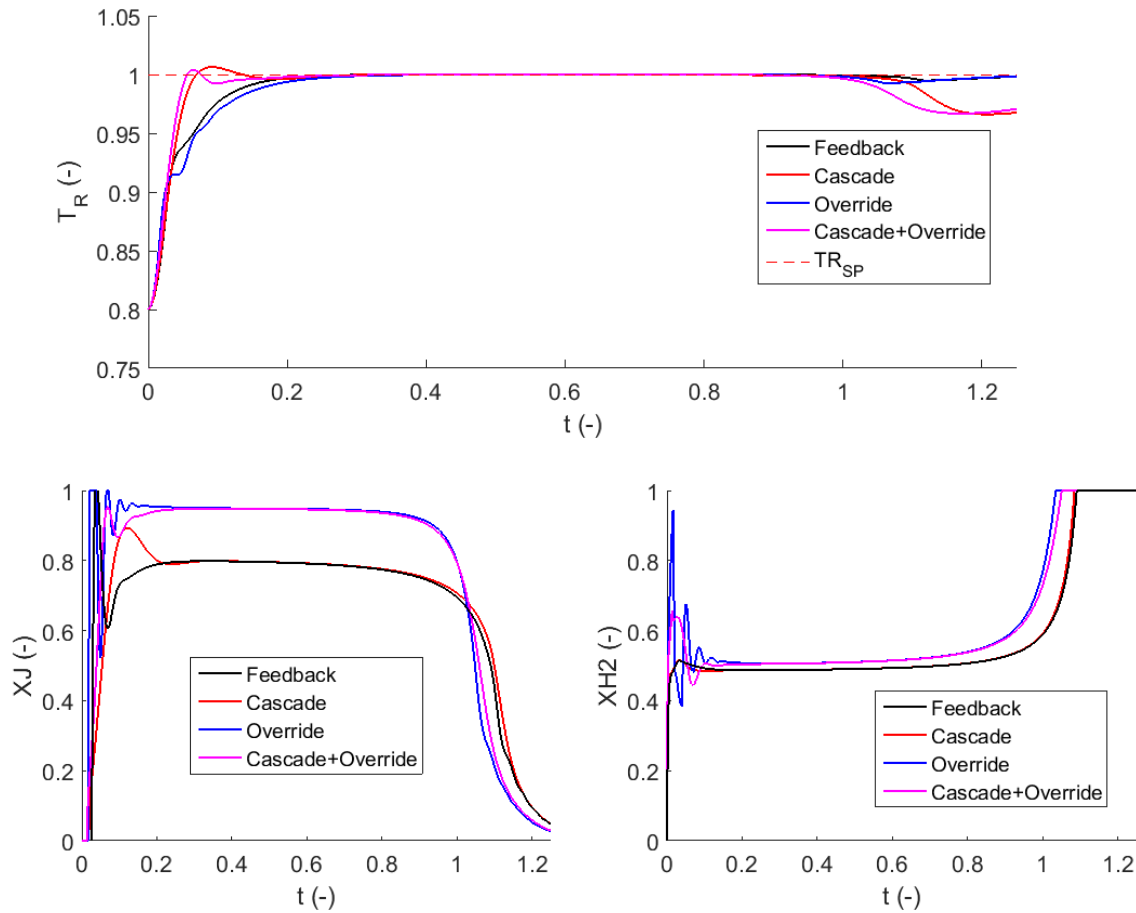 1.05
1
0.95
0.9
0.85
0.8
0.75
T_R (-)
0 0.2 0.4 0.6 0.8 1 1.2
t (-)
Feedback
Cascade
Override
Cascade+Override
TR_SP
1
0.8
0.6
0.4
0.2
0
XJ (-)
0 0.2 0.4 0.6 0.8 1 1.2
t (-)
Feedback
Cascade
Override
Cascade+Override
1
0.8
0.6
0.4
0.2
0
XH2 (-)
0 0.2 0.4 0.6 0.8 1 1.2
t (-)
Feedback
Cascade
Override
Cascade+Override